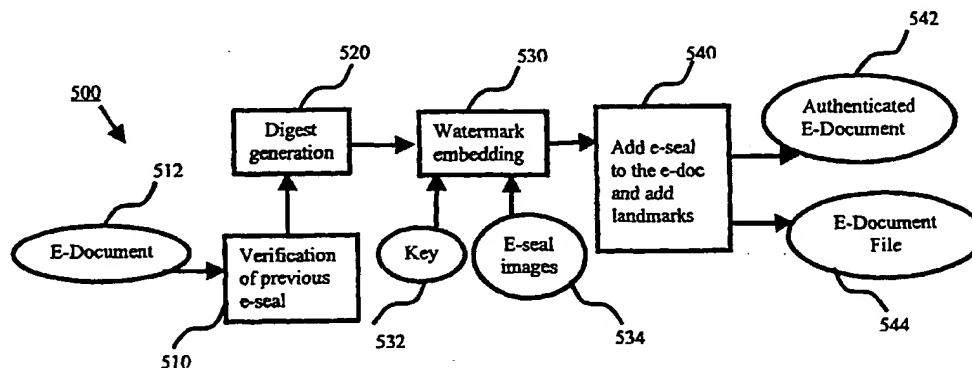 542
520
530
540
500
Authenticated
E-Document
Digest
generation
Watermark
embedding
Add e-seal
to the e-doc
and add
landmarks
512
E-Document
Verification
of previous
e-seal
Key
E-seal
images
E-Document
File
532
534
544
510